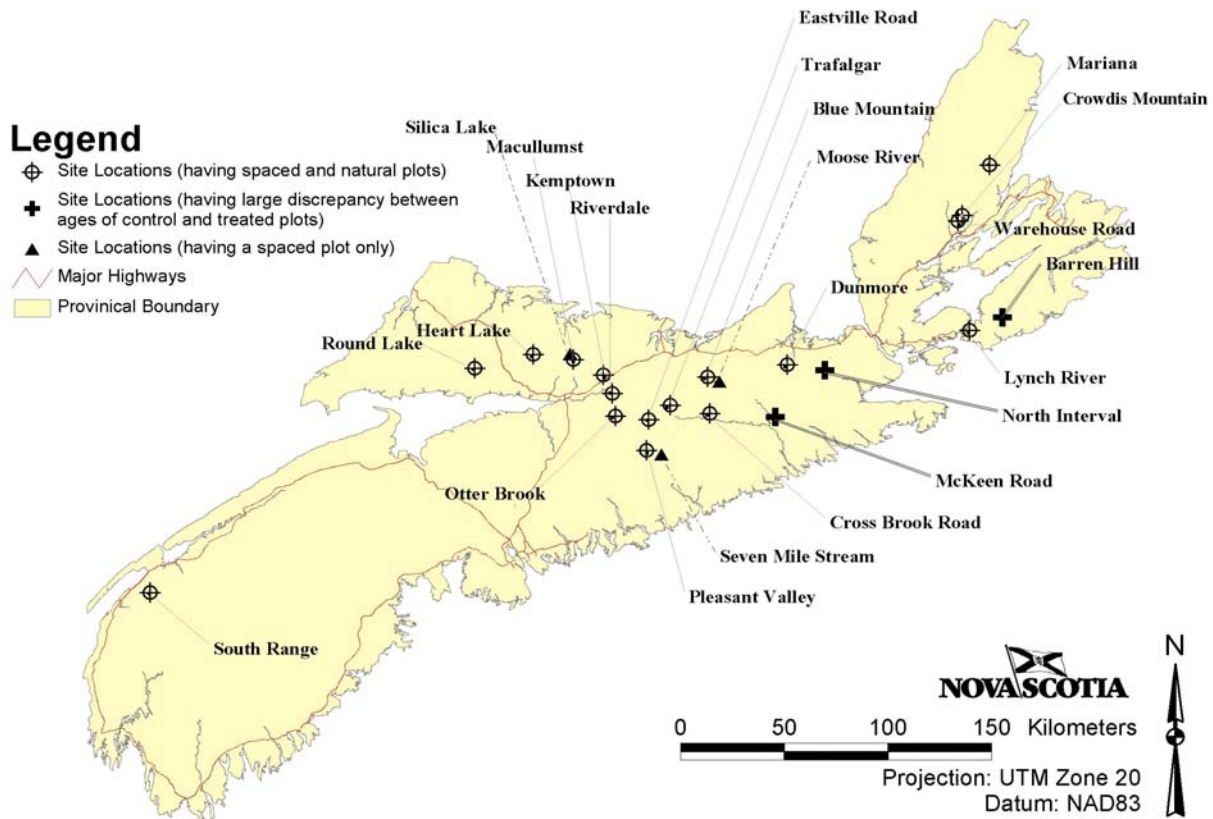 Eastville Road
Trafalgar
Blue Mountain
Moose River
Mariana
Crowdis Mountain
Silica Lake
Macullumst
Kemptown
Riverdale
Legend
Site Locations (having spaced and natural plots)
Site Locations (having large discrepancy between
ages of control and treated plots)
Site Locations (having a spaced plot only)
Major Highways
Provinical Boundary
Warehouse Road
Barren Hill
Dunmore
Heart Lake
Round Lake
Lynch River
North Interval
McKeen Road
Otter Brook
Cross Brook Road
Seven Mile Stream
Pleasant Valley
South Range
N
NOVA SCOTIA
0 50 100 150 Kilometers
Projection: UTM Zone 20
Datum: NAD83